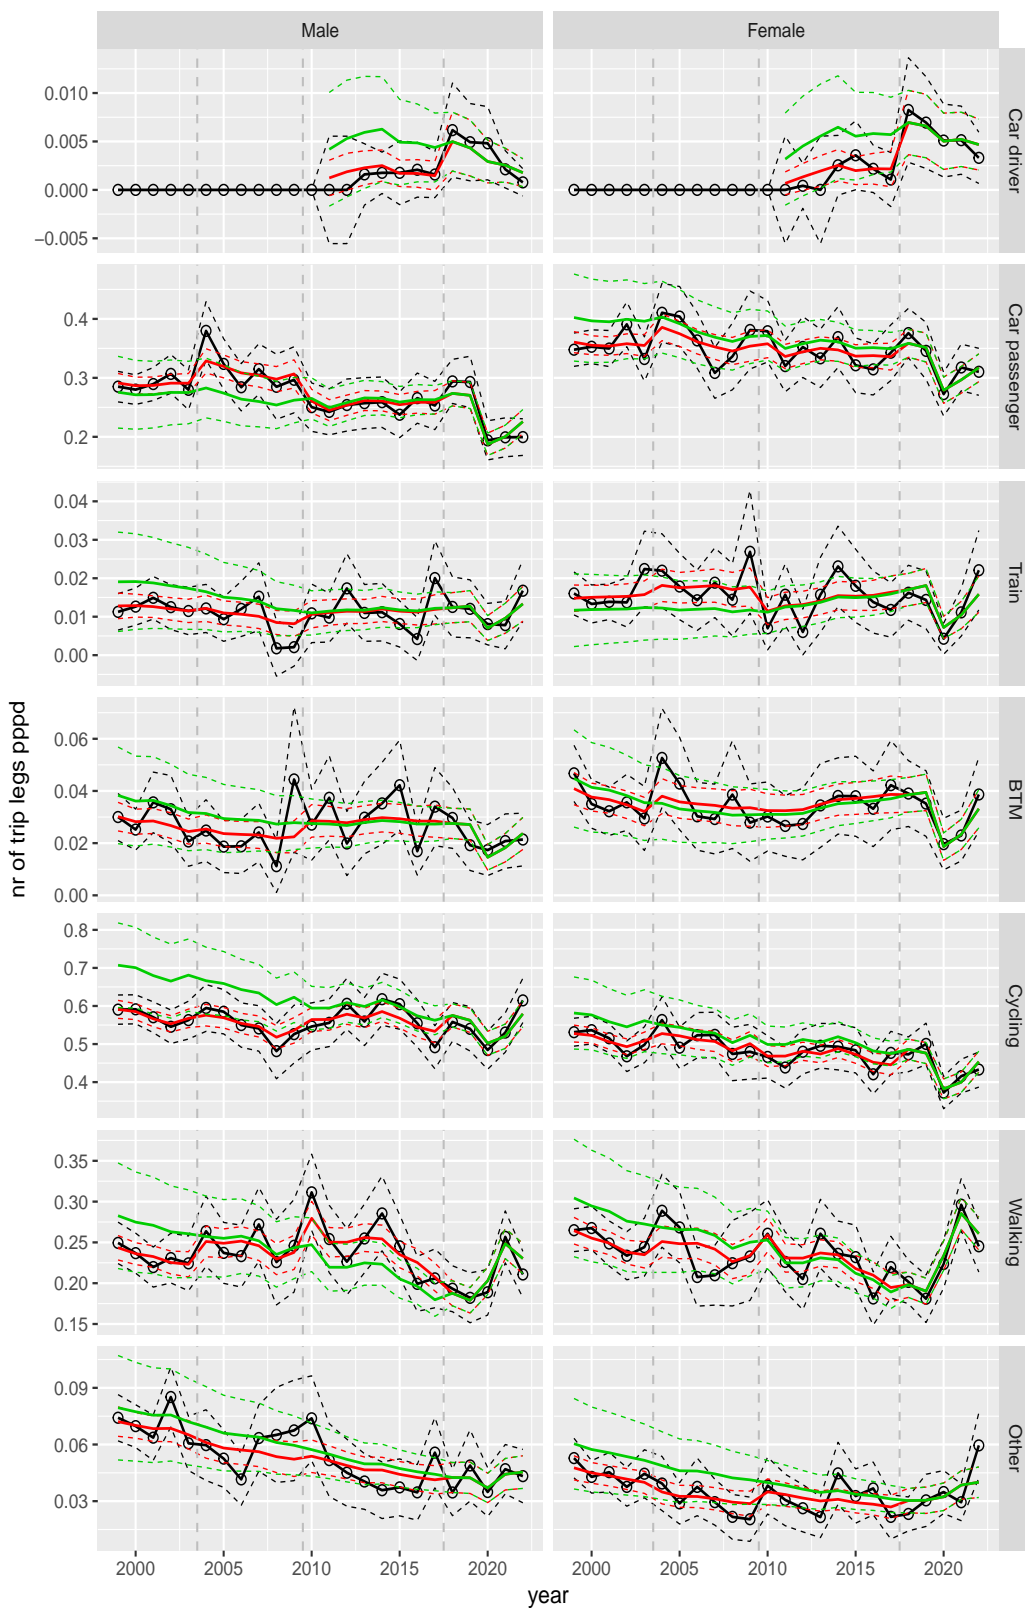 Male Female
0.010
0.005
0.000
−0.005
Car driver
0.4
0.3
0.2
Car passenger
0.04
0.03
0.02
0.01
0.00
Train
0.06
0.04
0.02
0.00
BTM
0.8
0.7
0.6
0.5
0.4
Cycling
0.35
0.30
0.25
0.20
0.15
Walking
0.09
0.06
0.03
Other
nr of trip legs pppd
2000 2005 2010 2015 2020 2000 2005 2010 2015 2020
year